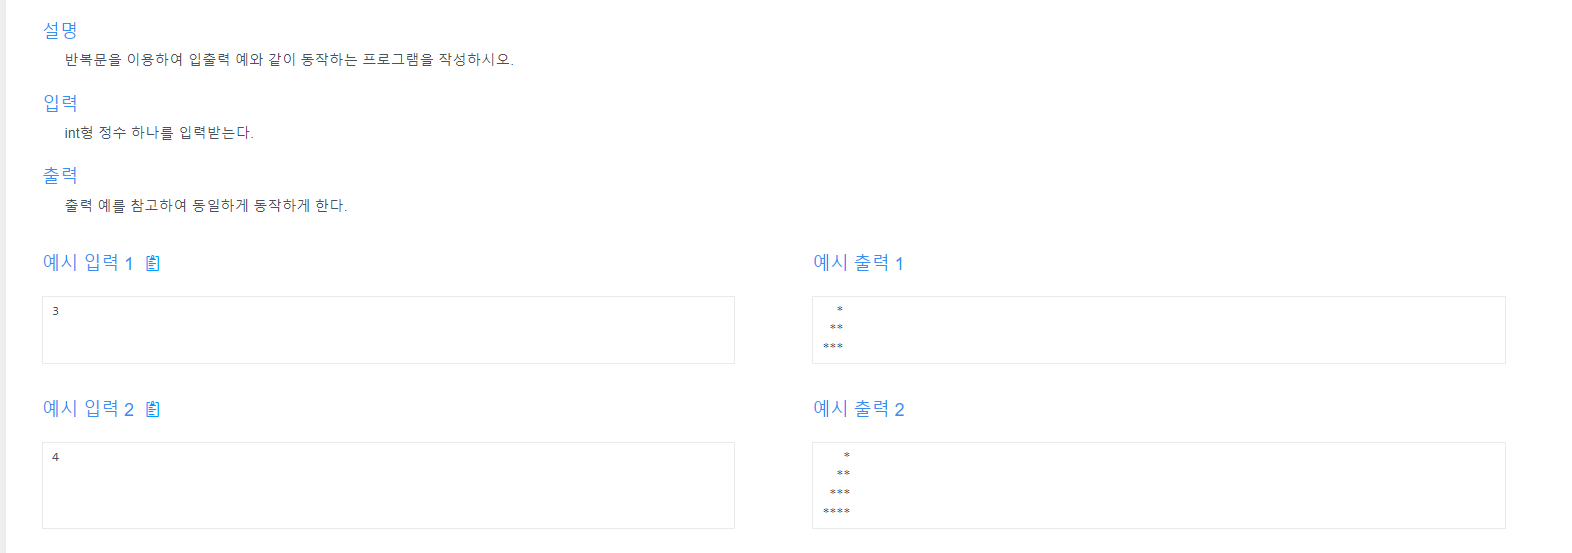 설명
반복문을 이용하여 입출력 예와 같이 동작하는 프로그램을 작성하시오.
입력
int형 정수 하나를 입력받는다.
출력
출력 예를 참고하여 동일하게 동작하게 한다.
예시 입력 1
3
예시 출력 1
  *
 **
***
예시 입력 2
4
예시 출력 2
   *
  **
 ***
****